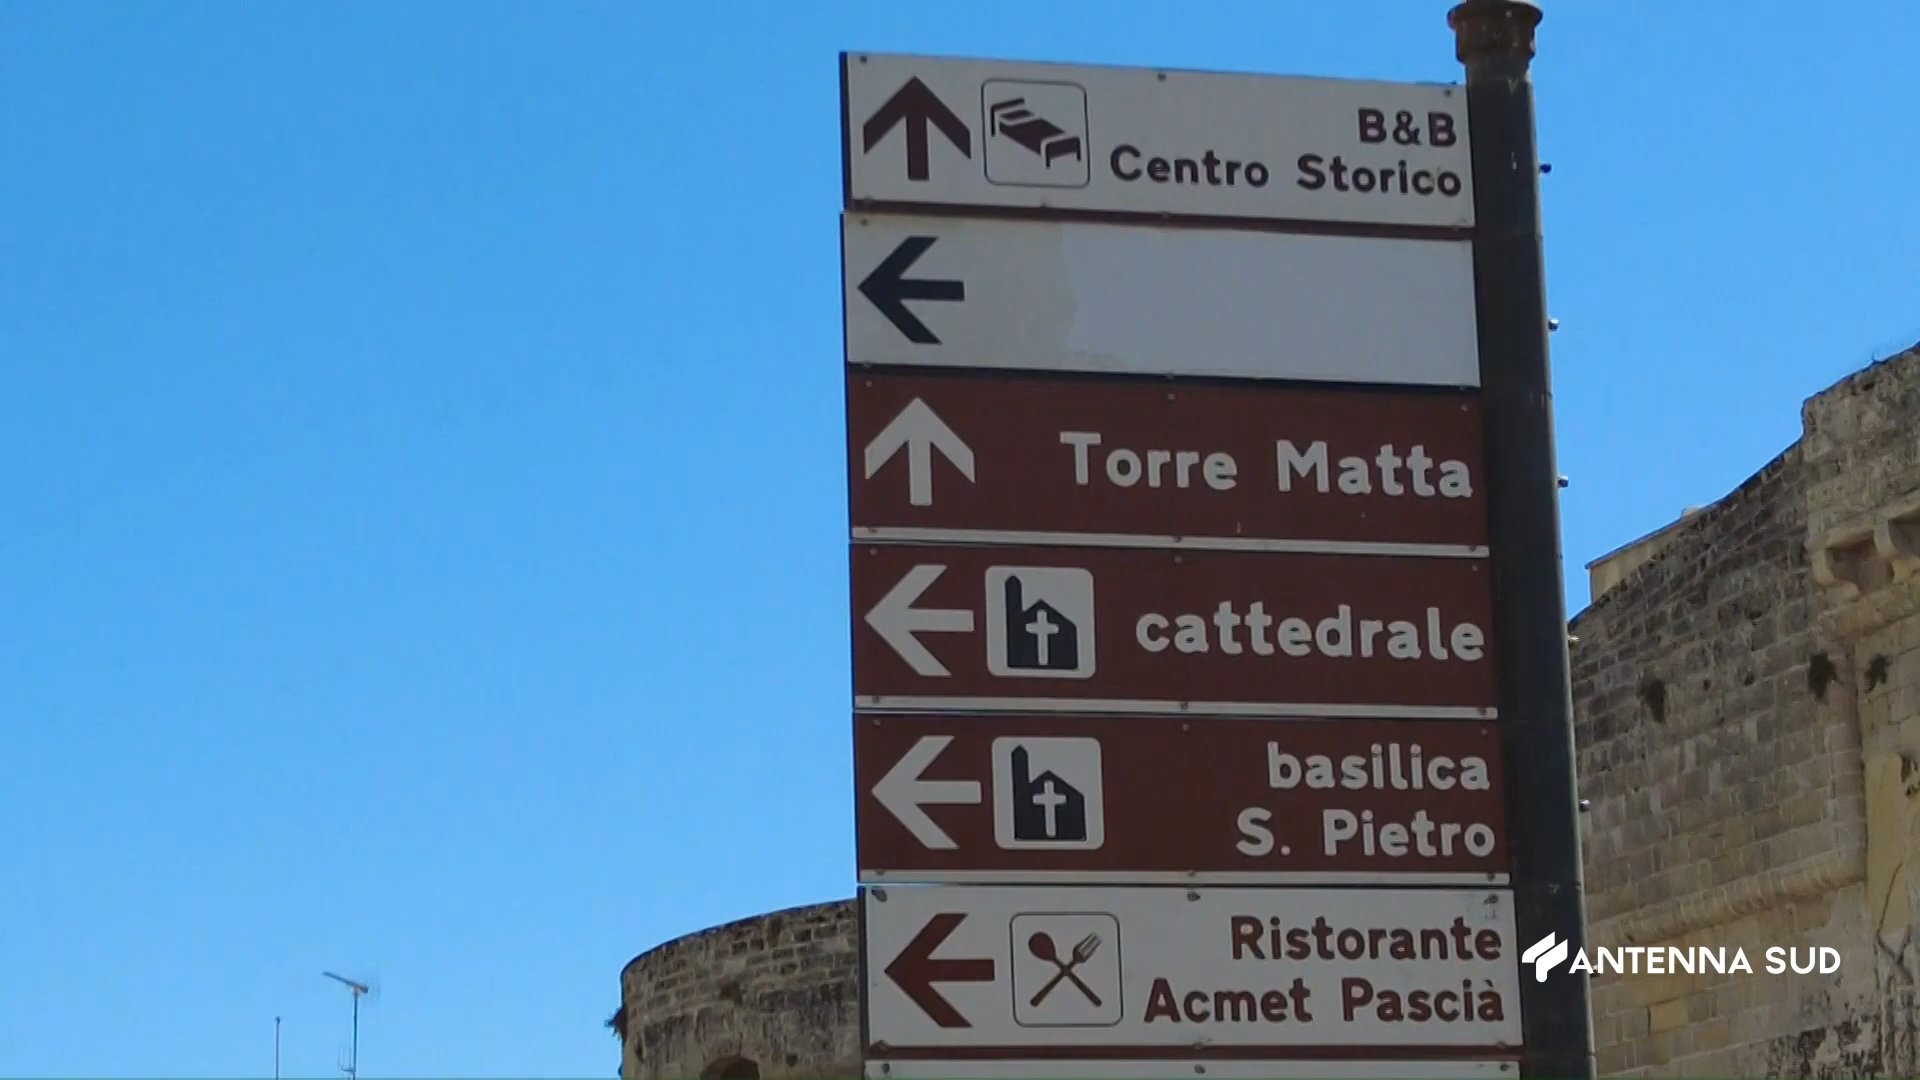 B&B
Centro Storico
Torre Matta
cattedrale
basilica
S. Pietro
Ristorante
Acmet Pascià
ANTENNA SUD